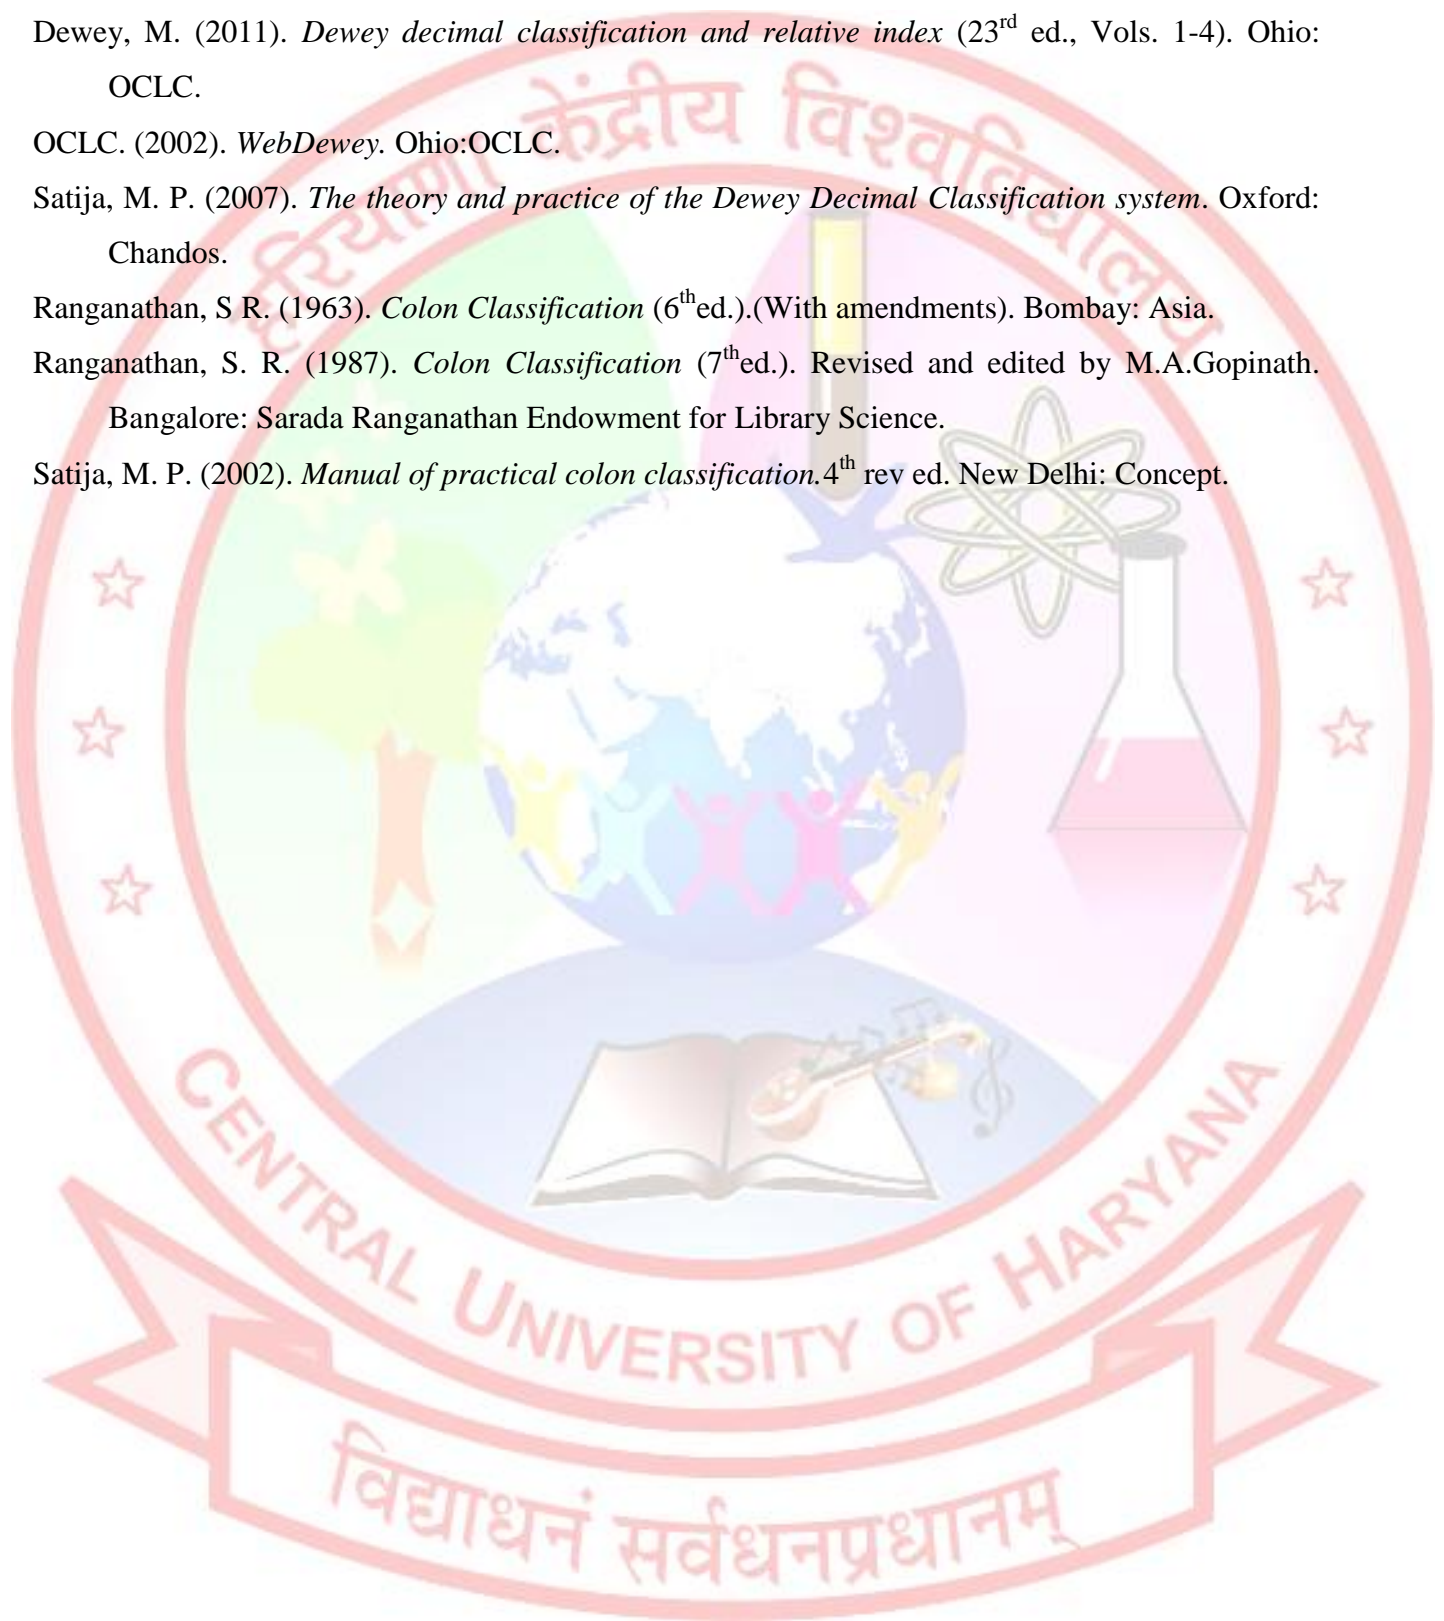 Dewey, M. (2011). Dewey decimal classification and relative index (23rd ed., Vols. 1-4). Ohio:
OCLC.
OCLC. (2002). WebDewey. Ohio:OCLC.
Satija, M. P. (2007). The theory and practice of the Dewey Decimal Classification system. Oxford:
Chandos.
Ranganathan, S R. (1963). Colon Classification (6thed.).(With amendments). Bombay: Asia.
Ranganathan, S. R. (1987). Colon Classification (7thed.). Revised and edited by M.A.Gopinath.
Bangalore: Sarada Ranganathan Endowment for Library Science.
Satija, M. P. (2002). Manual of practical colon classification.4th rev ed. New Delhi: Concept.
हरियाणा केंद्रीय विश्वविद्यालय
CENTRAL UNIVERSITY OF HARYANA
विद्याधनं सर्वधनप्रधानम्